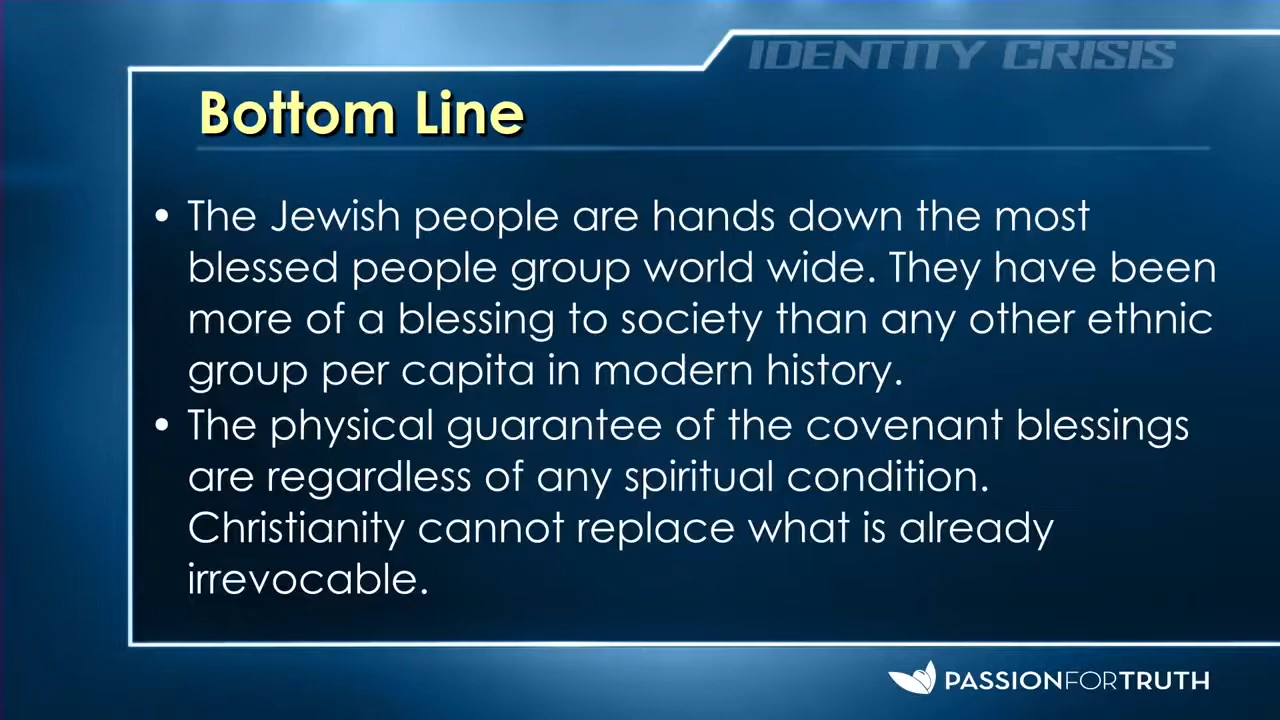 IDENTITY CRISIS
Bottom Line
• The Jewish people are hands down the most
blessed people group world wide. They have been
more of a blessing to society than any other ethnic
group per capita in modern history.
• The physical guarantee of the covenant blessings
are regardless of any spiritual condition.
Christianity cannot replace what is already
irrevocable.
PASSIONFORTRUTH